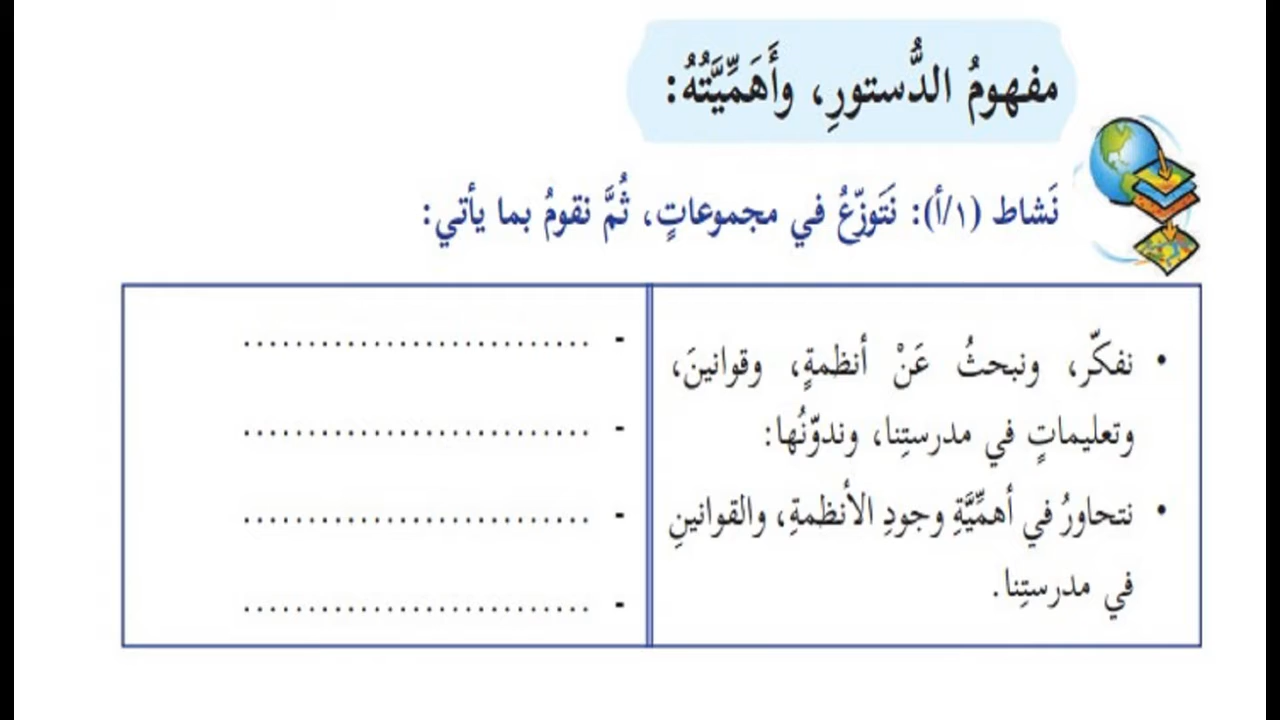 مفهومُ الدُّستورِ، وأَهَمِّيَّتُهُ:
نَشاط (١/أ): نَتَوزّعُ في مجموعاتٍ، ثُمَّ نقومُ بما يأتي:
• نفكّر، ونبحثُ عَنْ أنظمةٍ، وقوانينَ،
وتعليماتٍ في مدرستِنا، وندوّنُها:
• نتحاورُ في أهمِّيَّةِ وجودِ الأنظمةِ، والقوانينِ
في مدرستِنا.
- ...........................
- ...........................
- ...........................
- ...........................